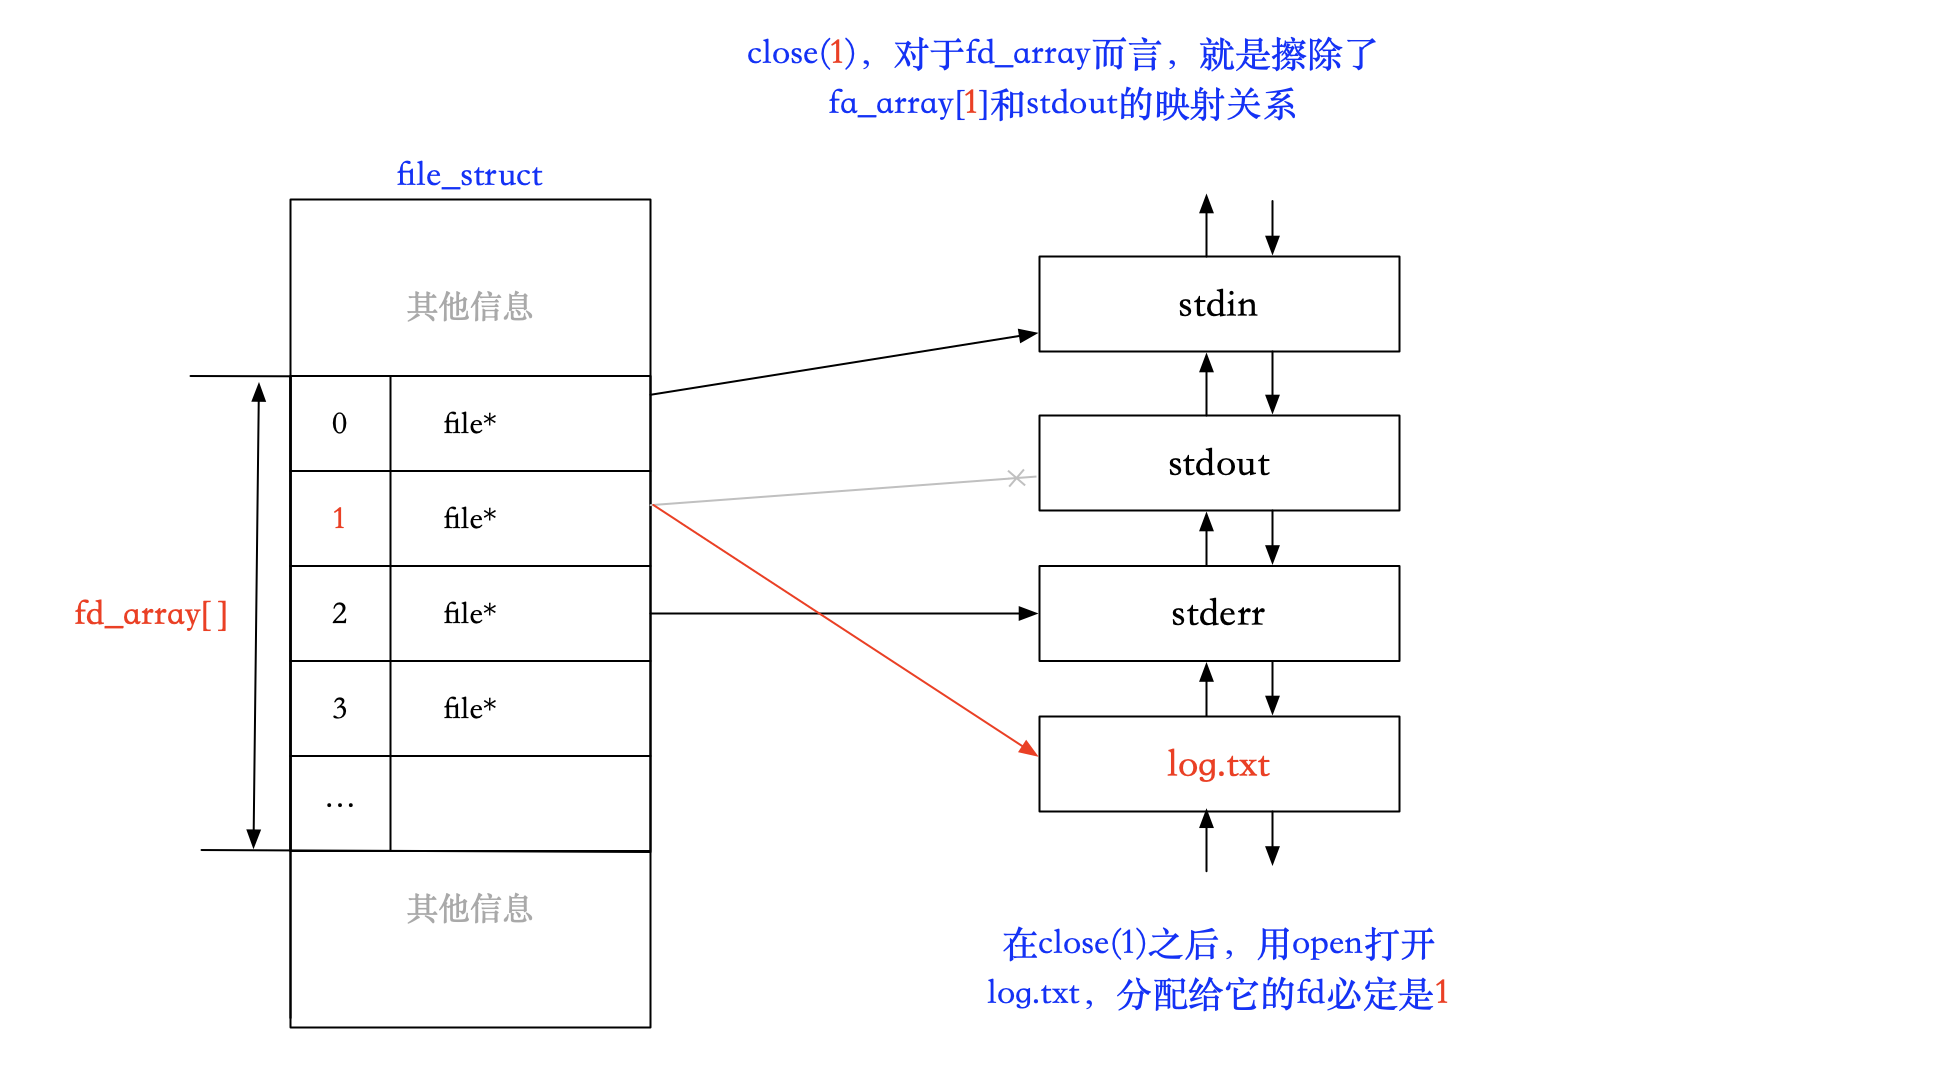 close(1)，对于fd_array而言，就是擦除了
fa_array[1]和stdout的映射关系
file_struct
其他信息
0 file*
1 file*
2 file*
3 file*
...
其他信息
fd_array[ ]
stdin
stdout
stderr
log.txt
在close(1)之后，用open打开
log.txt，分配给它的fd必定是1